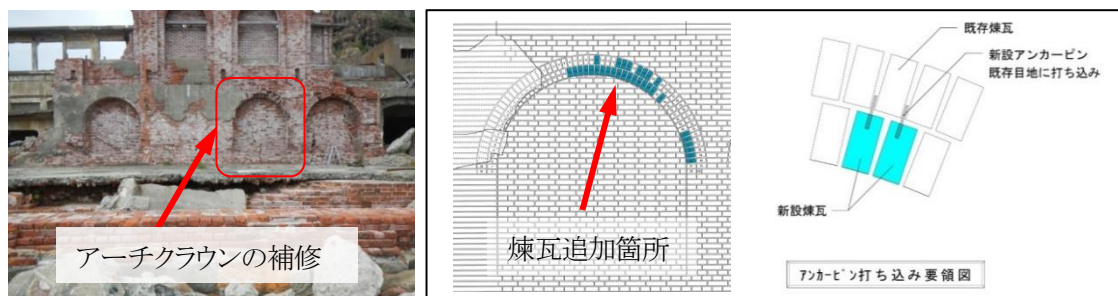 アーチクラウンの補修
煉瓦追加箇所
既存煉瓦
新設アンカーピン
既存目地に打ち込み
新設煉瓦
ｱﾝｶｰﾋﾟﾝ打ち込み要領図